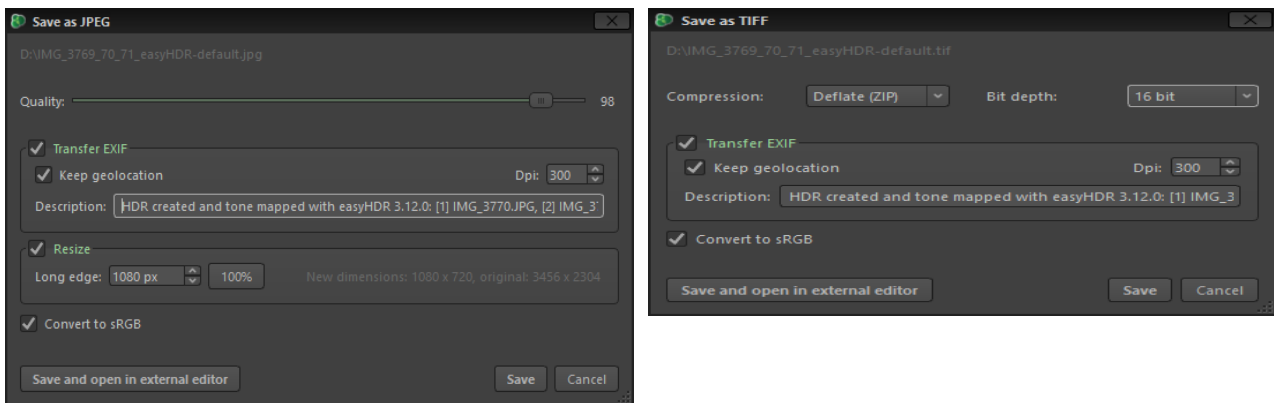 Save as JPEG
D:\IMG_3769_70_71_easyHDR-default.jpg
Quality: 98
Transfer EXIF
Keep geolocation Dpi: 300
Description: HDR created and tone mapped with easyHDR 3.12.0: [1] IMG_3770.JPG, [2] IMG_3
Resize
Long edge: 1080 px 100% New dimensions: 1080 x 720, original: 3456 x 2304
Convert to sRGB
Save and open in external editor Save Cancel
Save as TIFF
D:\IMG_3769_70_71_easyHDR-default.tif
Compression: Deflate (ZIP) Bit depth: 16 bit
Transfer EXIF
Keep geolocation Dpi: 300
Description: HDR created and tone mapped with easyHDR 3.12.0: [1] IMG_3
Convert to sRGB
Save and open in external editor Save Cancel